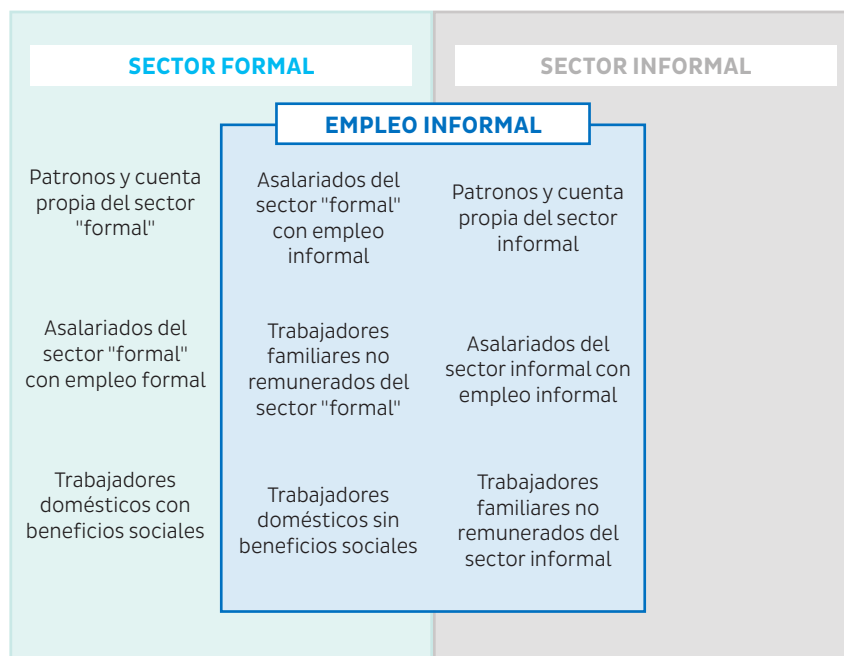 SECTOR FORMAL
SECTOR INFORMAL
EMPLEO INFORMAL
Patronos y cuenta
propia del sector
"formal"
Asalariados del
sector "formal"
con empleo
informal
Patronos y cuenta
propia del sector
informal
Asalariados del
sector "formal"
con empleo formal
Trabajadores
familiares no
remunerados del
sector "formal"
Asalariados del
sector informal con
empleo informal
Trabajadores
domésticos con
beneficios sociales
Trabajadores
domésticos sin
beneficios sociales
Trabajadores
familiares no
remunerados del
sector informal